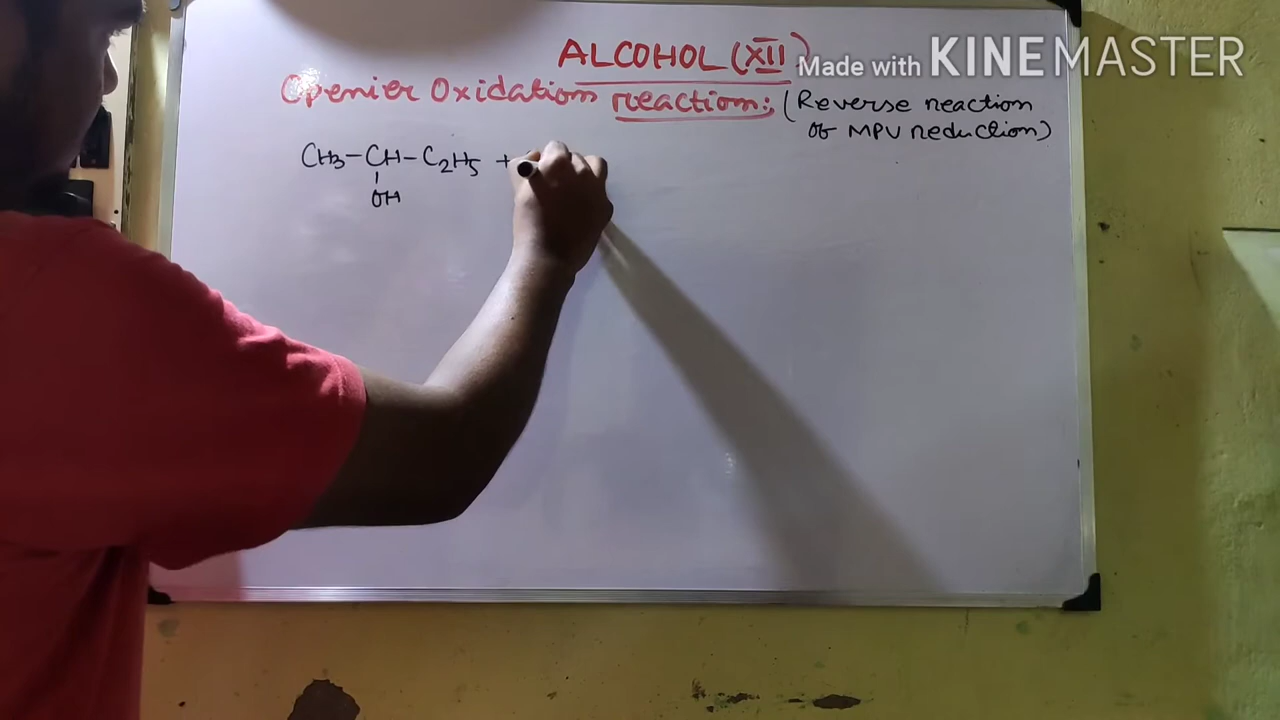 ALCOHOL (XII)
Made with KINEMASTER
Openier Oxidation reaction: (Reverse reaction
of MPV reduction)
CH3-CH-C2H5 +
OH